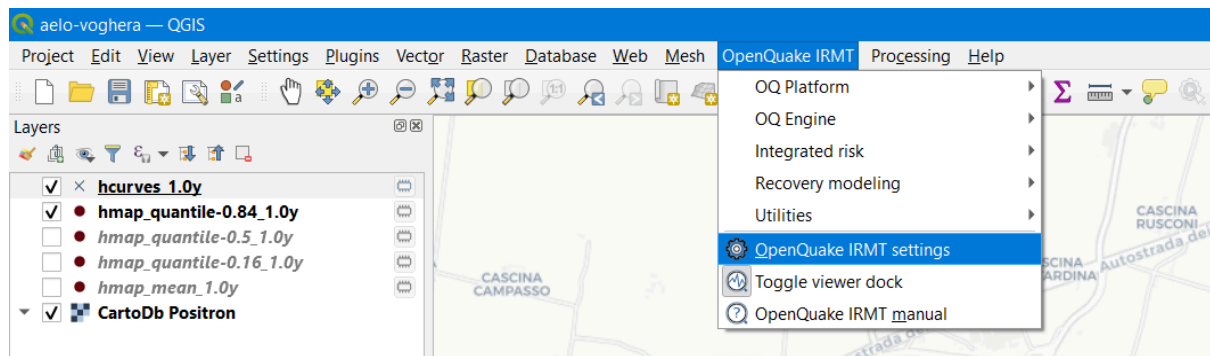 aelo-voghera — QGIS
Project Edit View Layer Settings Plugins Vector Raster Database Web Mesh OpenQuake IRMT Processing Help
1:1
Layers
hcurves_1.0y
hmap_quantile-0.84_1.0y
hmap_quantile-0.5_1.0y
hmap_quantile-0.16_1.0y
hmap_mean_1.0y
CartoDb Positron
OQ Platform
OQ Engine
Integrated risk
Recovery modeling
Utilities
OpenQuake IRMT settings
Toggle viewer dock
OpenQuake IRMT manual
CASCINA
CAMPASSO
CASCINA
RUSCONI
Autostrada dei